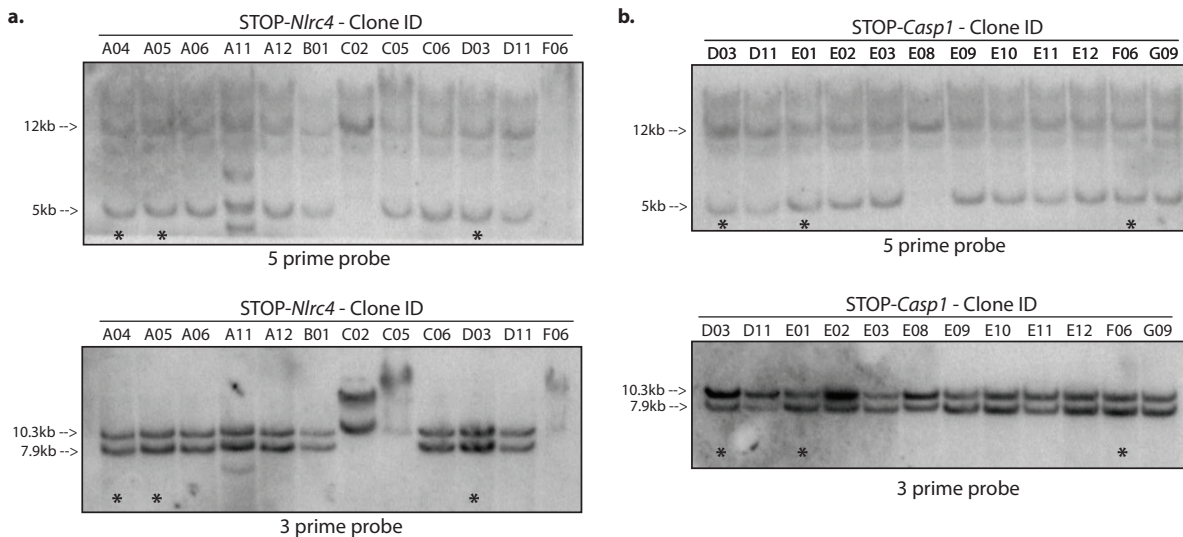 a.
STOP-Nlrc4 - Clone ID
A04 A05 A06 A11 A12 B01 C02 C05 C06 D03 D11 F06
12kb -->
5kb -->
* * *
5 prime probe
STOP-Nlrc4 - Clone ID
A04 A05 A06 A11 A12 B01 C02 C05 C06 D03 D11 F06
10.3kb -->
7.9kb -->
* * *
3 prime probe
b.
STOP-Casp1 - Clone ID
D03 D11 E01 E02 E03 E08 E09 E10 E11 E12 F06 G09
12kb -->
5kb -->
* * *
5 prime probe
STOP-Casp1 - Clone ID
D03 D11 E01 E02 E03 E08 E09 E10 E11 E12 F06 G09
10.3kb -->
7.9kb -->
* * *
3 prime probe